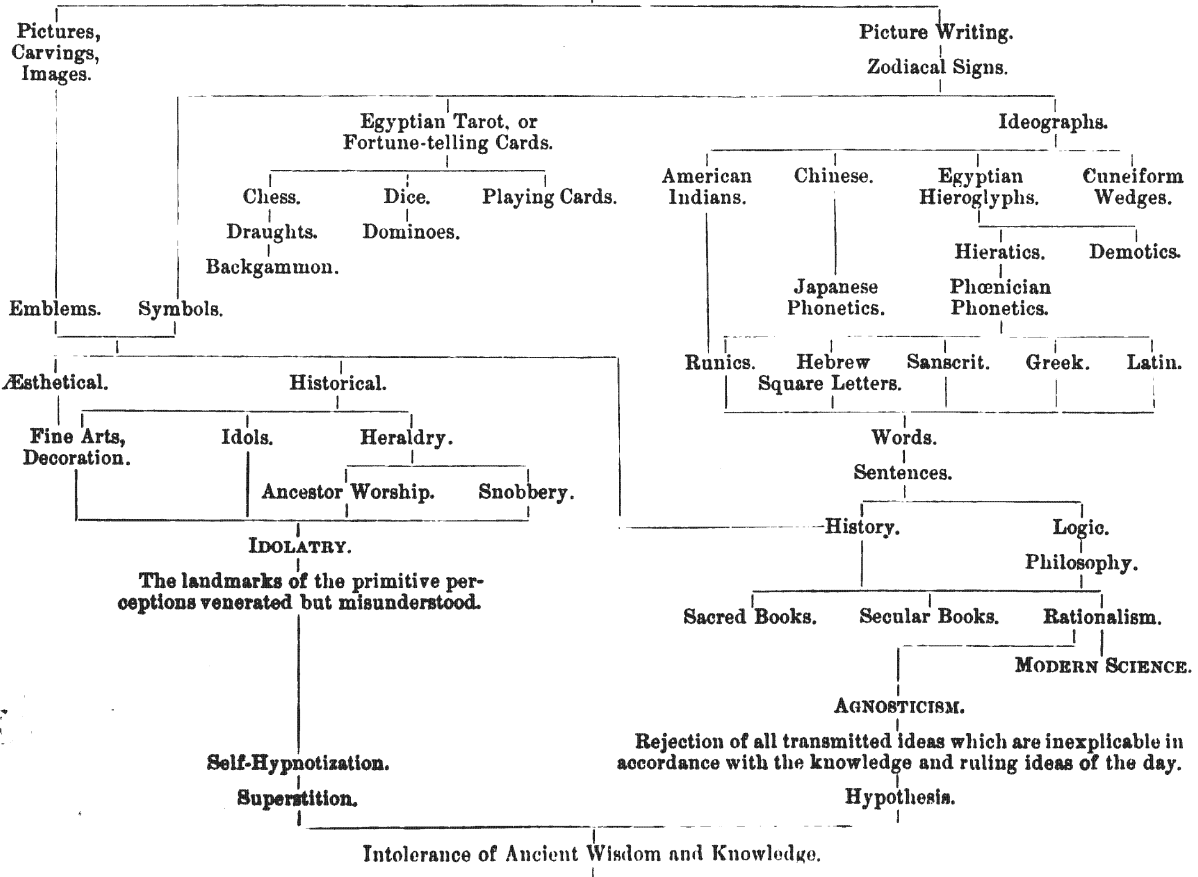 Pictures,
Carvings,
Images.
Picture Writing.
Zodiacal Signs.
Egyptian Tarot, or
Fortune-telling Cards.
Ideographs.
Chess.
Dice.
Playing Cards.
Draughts.
Dominoes.
Backgammon.
American
Indians.
Chinese.
Egyptian
Hieroglyphs.
Cuneiform
Wedges.
Hieratics.
Demotics.
Japanese
Phonetics.
Phœnician
Phonetics.
Emblems.
Symbols.
Runics.
Hebrew
Square Letters.
Sanscrit.
Greek.
Latin.
Æsthetical.
Historical.
Fine Arts,
Decoration.
Idols.
Heraldry.
Ancestor Worship.
Snobbery.
Words.
Sentences.
History.
Logic.
Philosophy.
IDOLATRY.
The landmarks of the primitive per-
ceptions venerated but misunderstood.
Sacred Books.
Secular Books.
Rationalism.
MODERN SCIENCE.
AGNOSTICISM.
Rejection of all transmitted ideas which are inexplicable in
accordance with the knowledge and ruling ideas of the day.
Self-Hypnotization.
Superstition.
Hypothesis.
Intolerance of Ancient Wisdom and Knowledge.